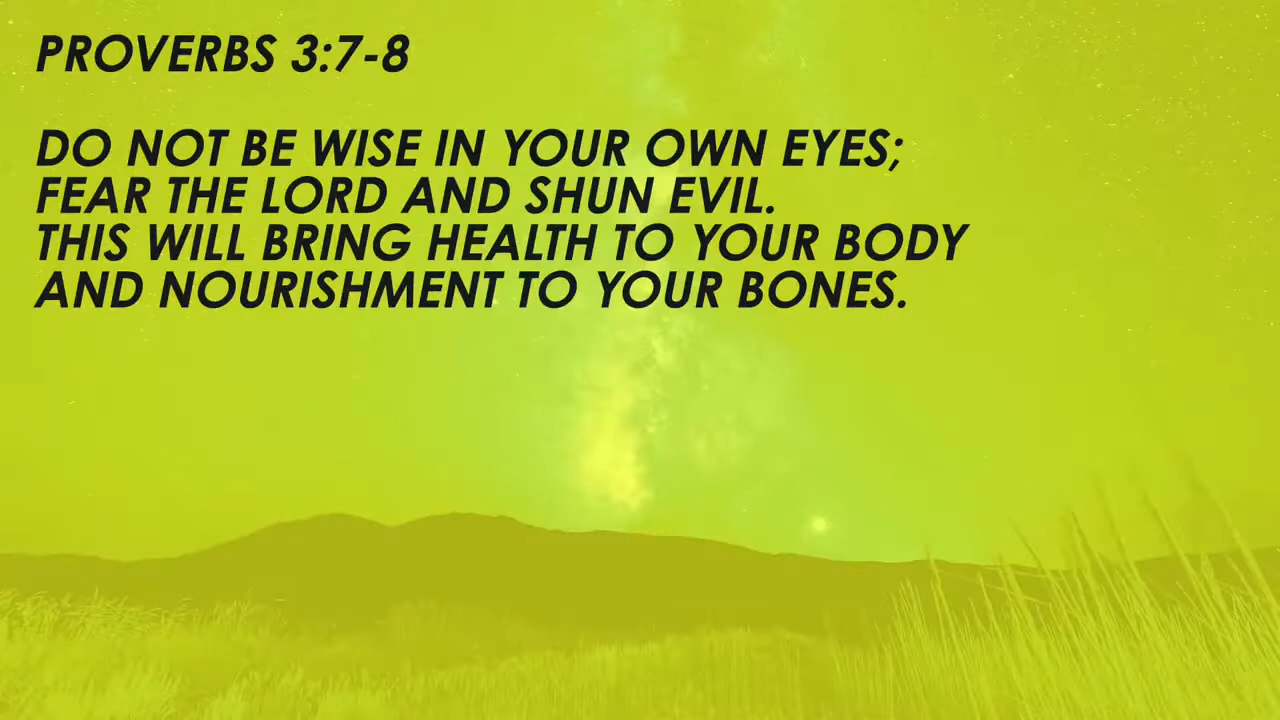 PROVERBS 3:7-8
DO NOT BE WISE IN YOUR OWN EYES;
FEAR THE LORD AND SHUN EVIL.
THIS WILL BRING HEALTH TO YOUR BODY
AND NOURISHMENT TO YOUR BONES.